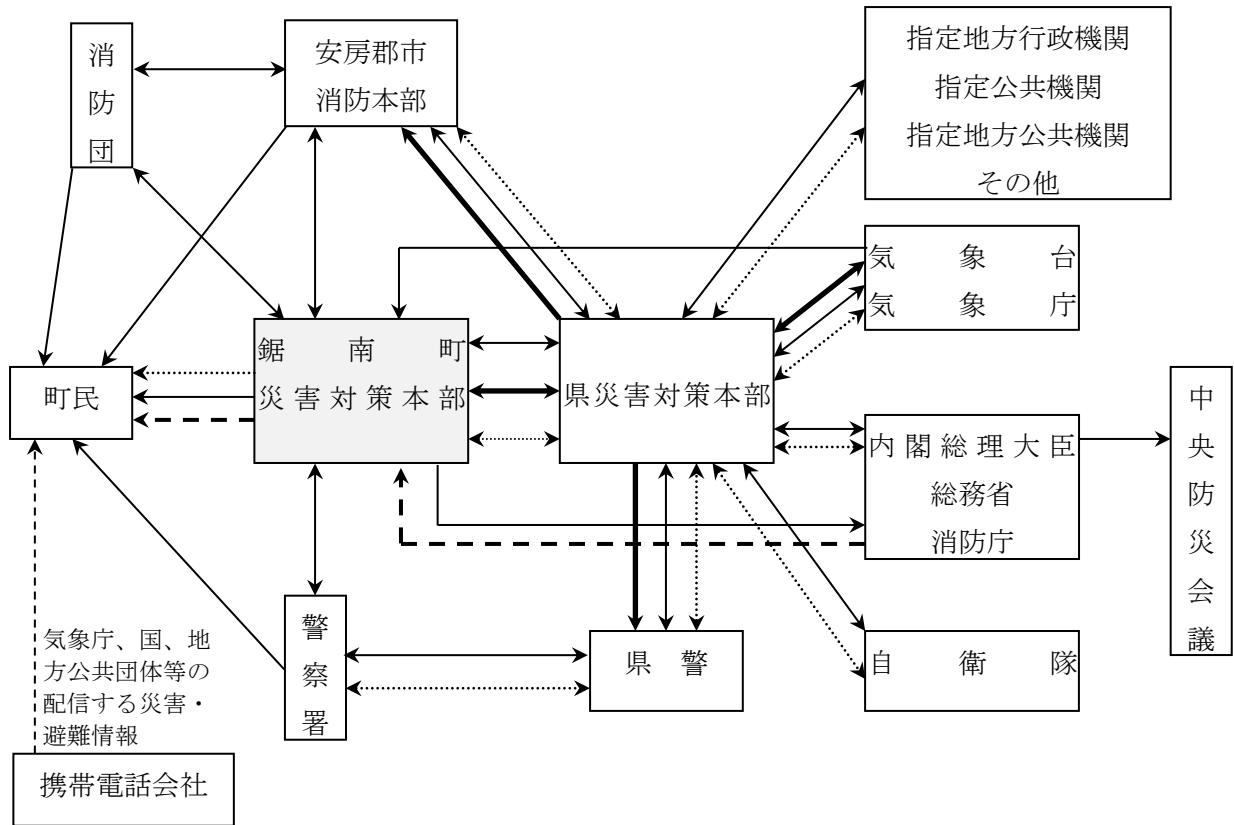 消防団
安房郡市
消防本部
指定地方行政機関
指定公共機関
指定地方公共機関
その他
気象台
気象庁
鋸南町
災害対策本部
県災害対策本部
町民
内閣総理大臣
総務省
消防庁
中央防災会議
警察署
県警
自衛隊
気象庁、国、地
方公共団体等の
配信する災害・
避難情報
携帯電話会社